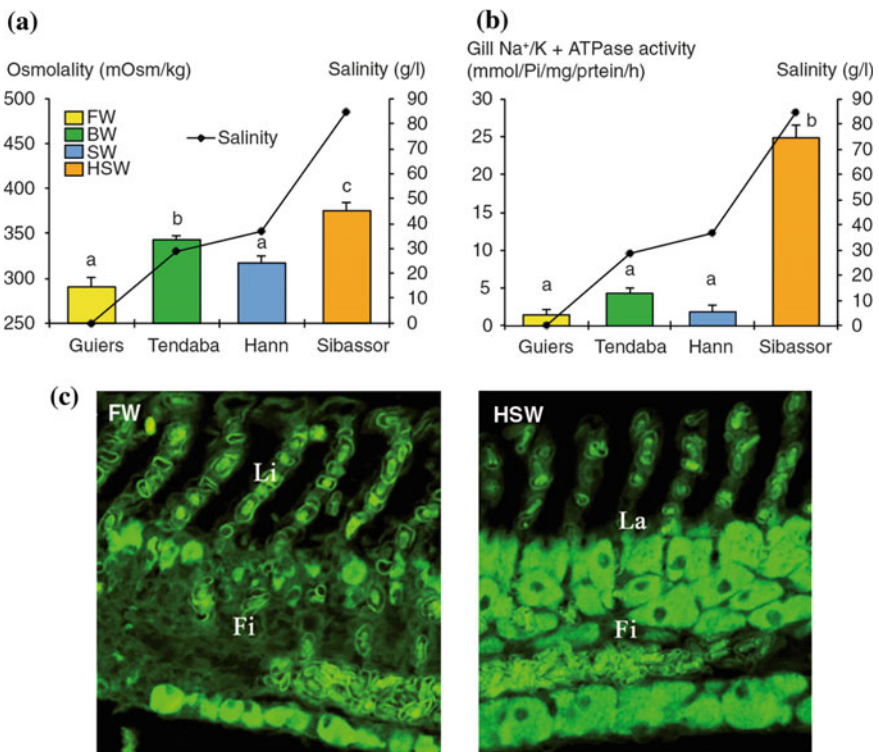 (a)
Osmolality (mOsm/kg)
Salinity (g/l)
500
450
400
350
300
250
90
80
70
60
50
40
30
20
10
0
FW
BW
SW
HSW
Salinity
a
b
a
c
Guiers
Tendaba
Hann
Sibassor
(b)
Gill Na⁺/K + ATPase activity
(mmol/Pi/mg/prtein/h)
Salinity (g/l)
30
25
20
15
10
5
0
90
80
70
60
50
40
30
20
10
0
a
a
a
b
Guiers
Tendaba
Hann
Sibassor
(c)
FW
Li
Fi
HSW
La
Fi